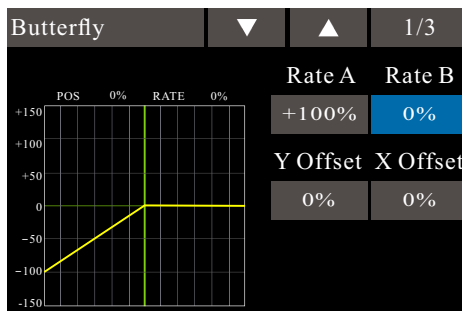 Butterfly ▼ ▲ 1/3
Rate A Rate B
POS 0% RATE 0%
+100% 0%
Y Offset X Offset
0% 0%
+150
+100
+50
0
-50
-100
-150